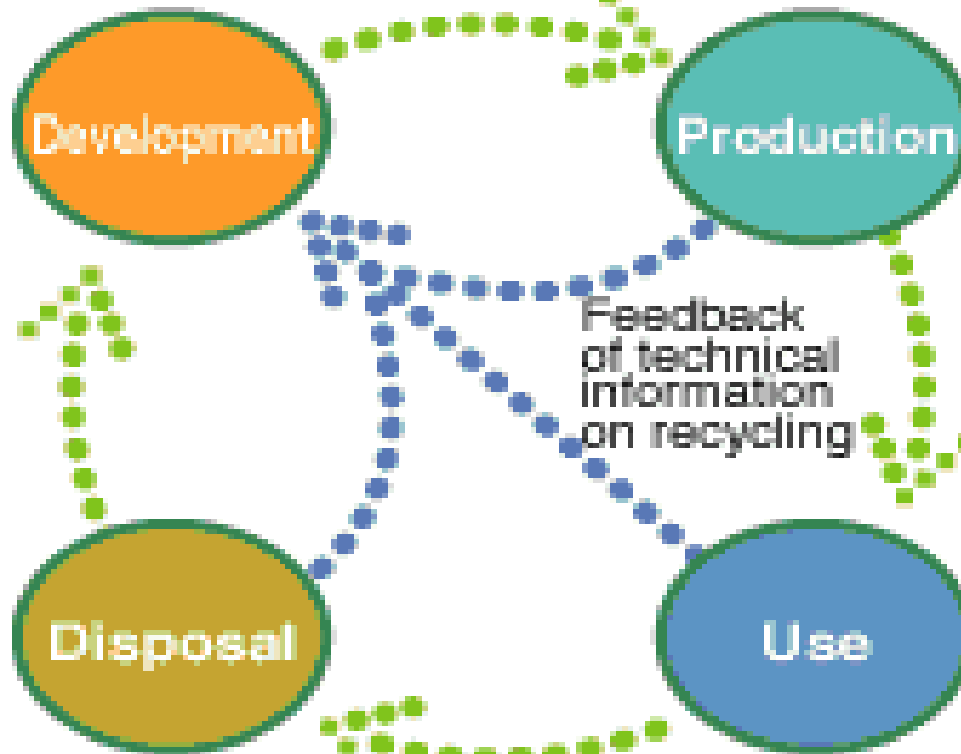 Development
Production
Feedback
of technical
information
on recycling
Disposal
Use